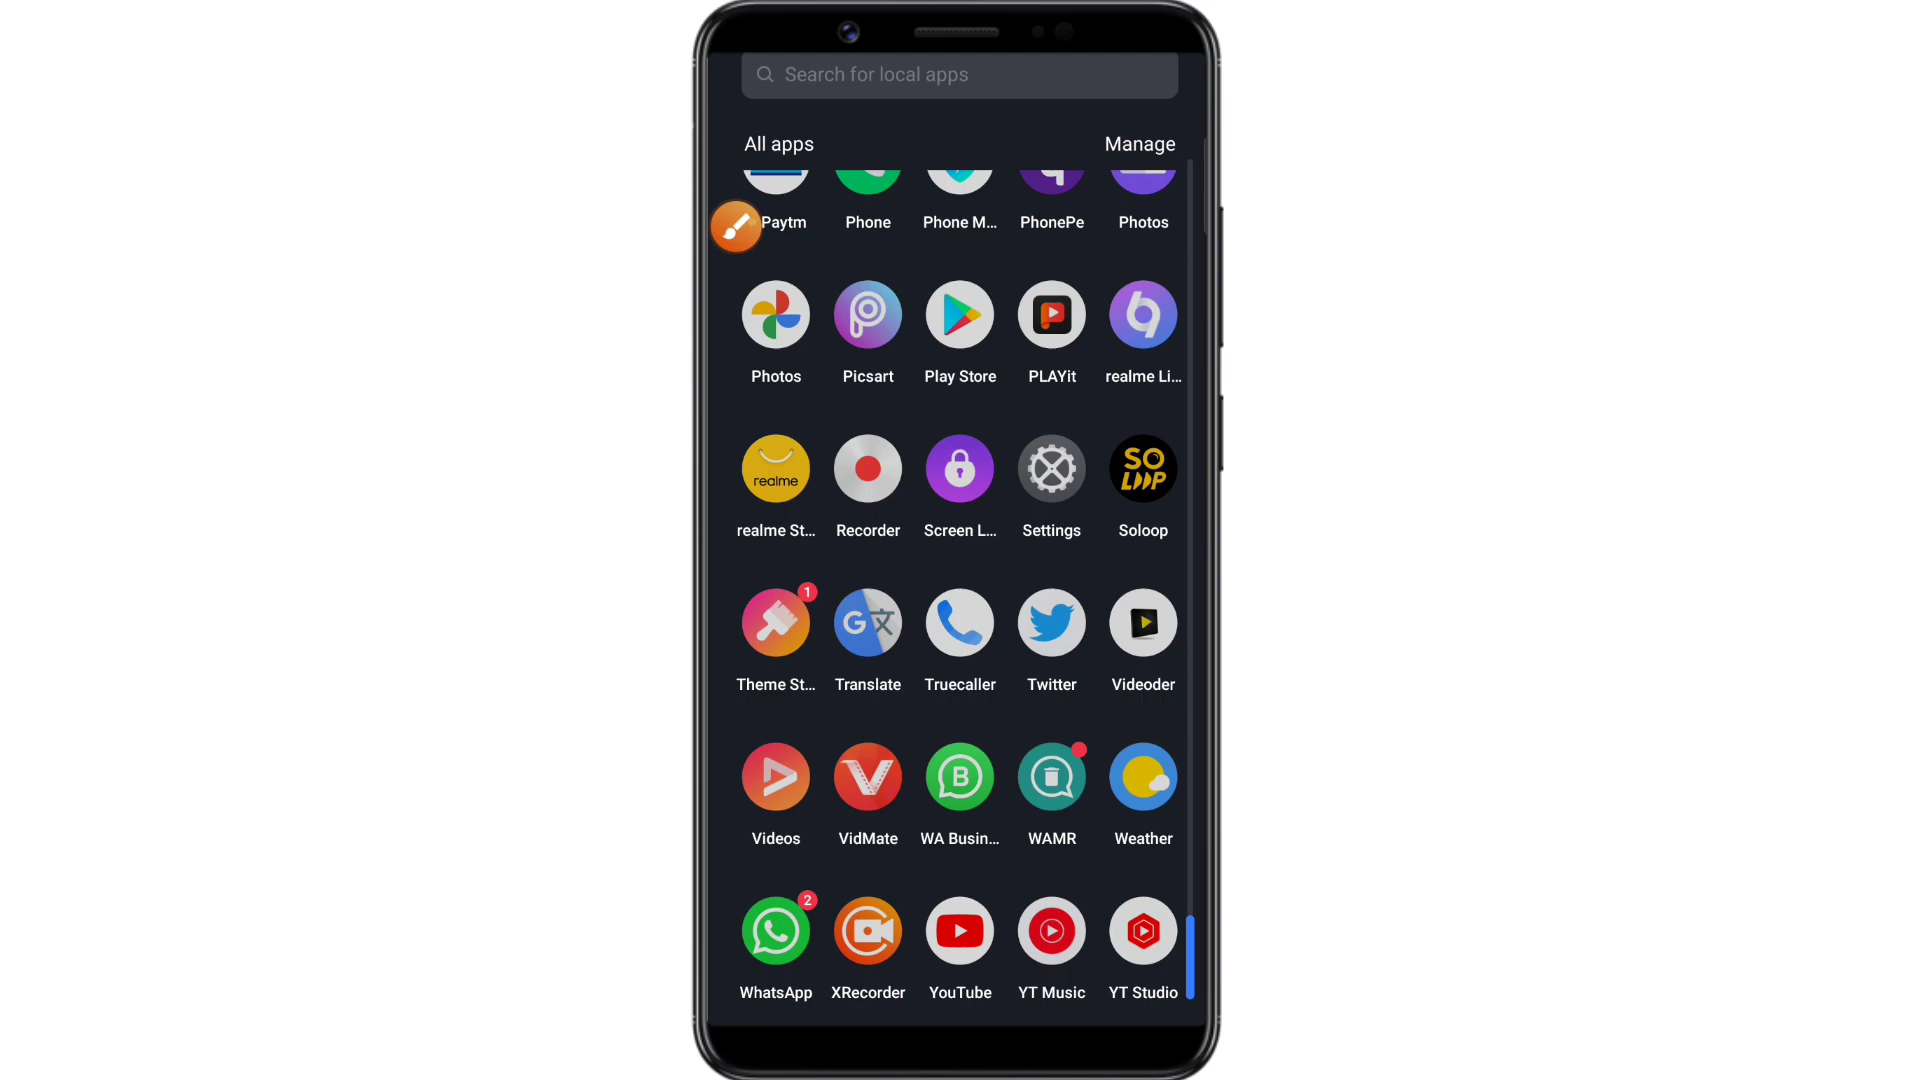 Search for local apps
All apps Manage
Paytm Phone Phone M... PhonePe Photos
Photos Picsart Play Store PLAYit realme Li...
realme
SO
LOOP
realme St... Recorder Screen L... Settings Soloop
1
G文
Theme St... Translate Truecaller Twitter Videoder
B
Videos VidMate WA Busin... WAMR Weather
2
WhatsApp XRecorder YouTube YT Music YT Studio